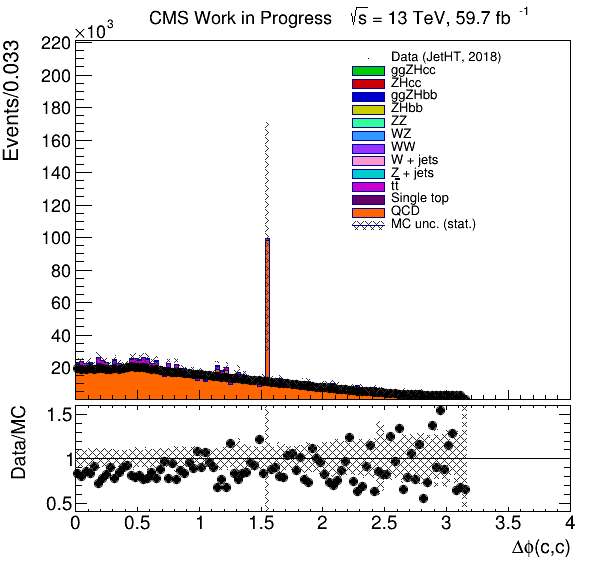 CMS Work in Progress √s = 13 TeV, 59.7 fb⁻¹
×10³
Events/0.033
220
200
180
160
140
120
100
80
60
40
20
Data (JetHT, 2018)
ggZHcc
ZHcc
ggZHbb
ZHbb
ZZ
WZ
WW
W + jets
Z + jets
tt̅
Single top
QCD
MC unc. (stat.)
Data/MC
1.5
1
0.5
0 0.5 1 1.5 2 2.5 3 3.5 4
Δϕ(c,c)